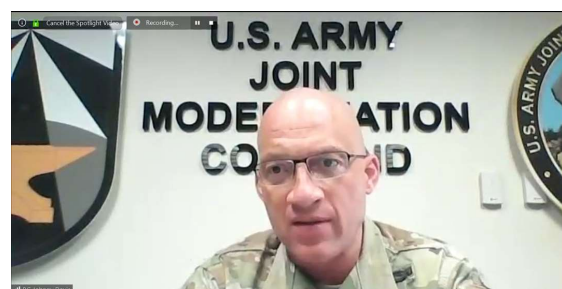 Cancel the Spotlight Video
Recording...
U.S. ARMY
JOINT
MODE ATION
CO ND
U.S. ARMY JOIN